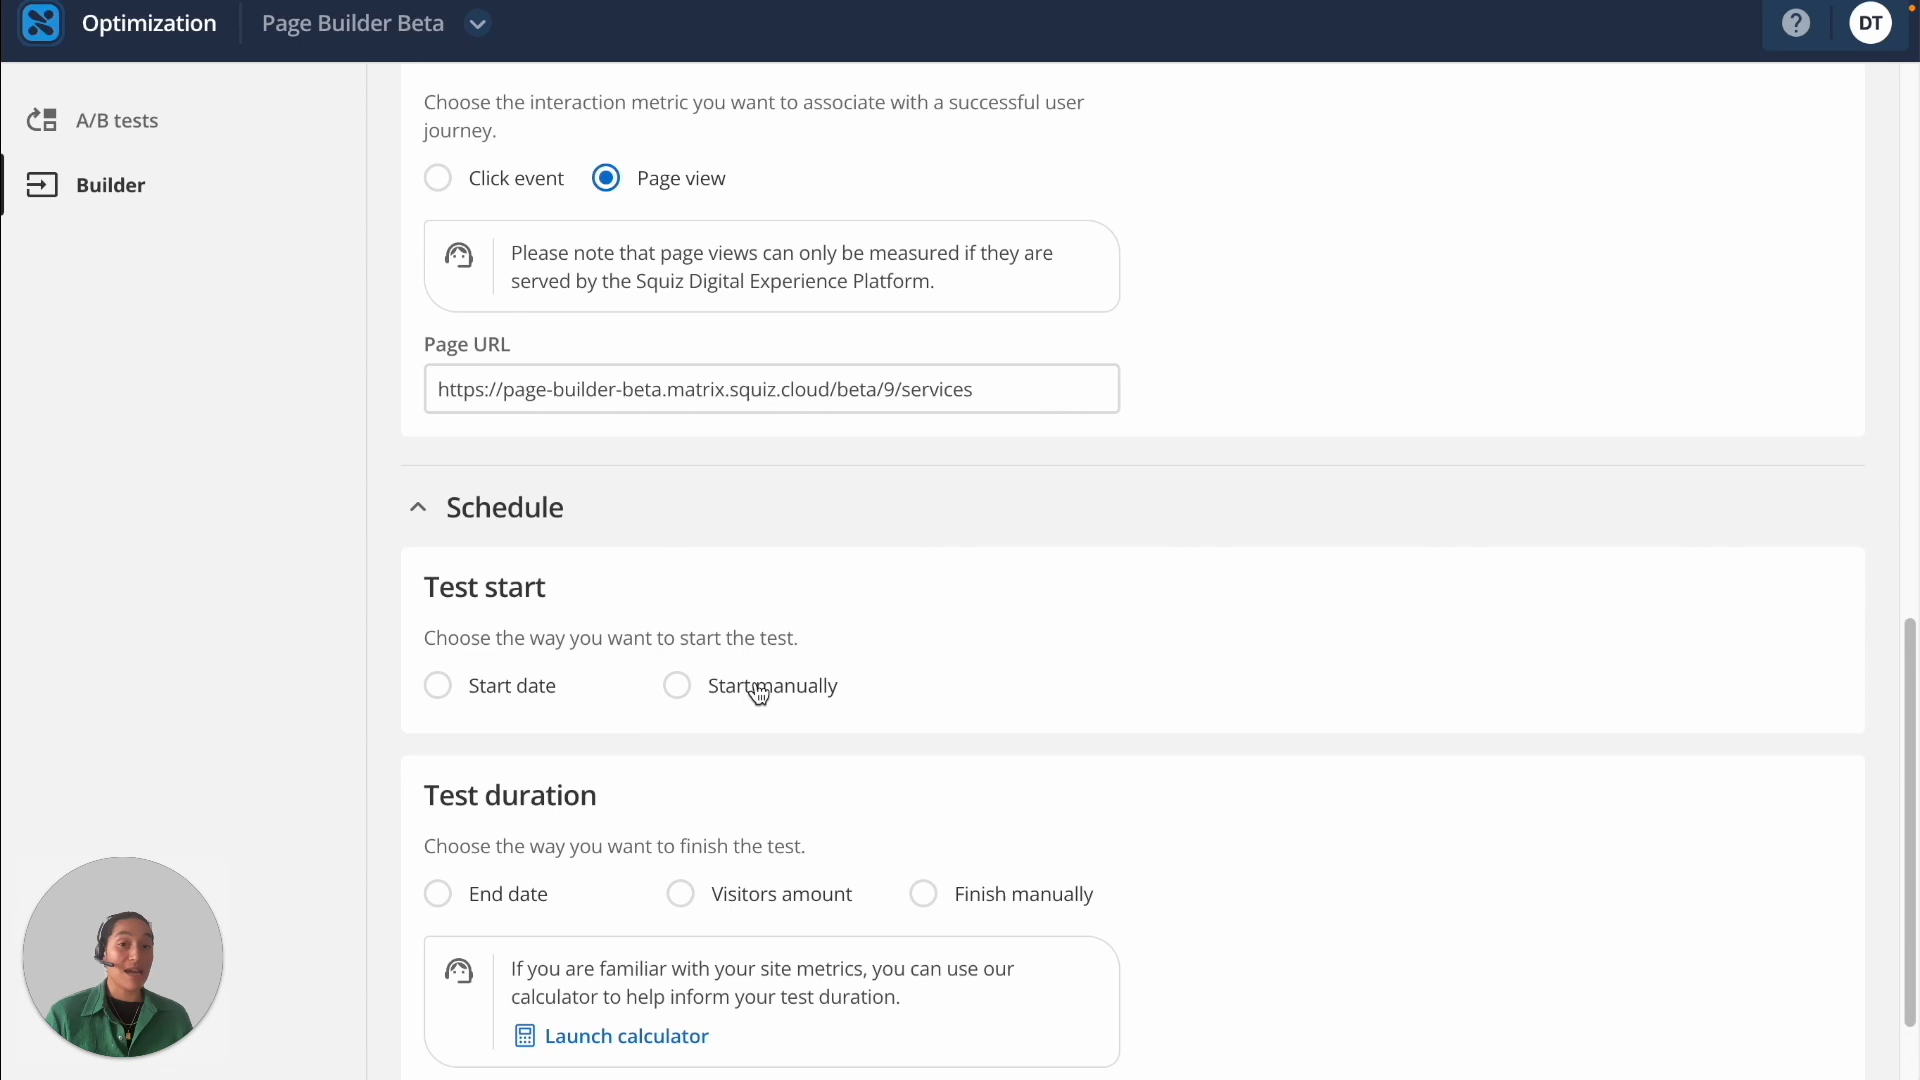 Optimization
Page Builder Beta
DT
A/B tests
Builder
Choose the interaction metric you want to associate with a successful user
journey.
Click event
Page view
Please note that page views can only be measured if they are
served by the Squiz Digital Experience Platform.
Page URL
https://page-builder-beta.matrix.squiz.cloud/beta/9/services
Schedule
Test start
Choose the way you want to start the test.
Start date
Start manually
Test duration
Choose the way you want to finish the test.
End date
Visitors amount
Finish manually
If you are familiar with your site metrics, you can use our
calculator to help inform your test duration.
Launch calculator